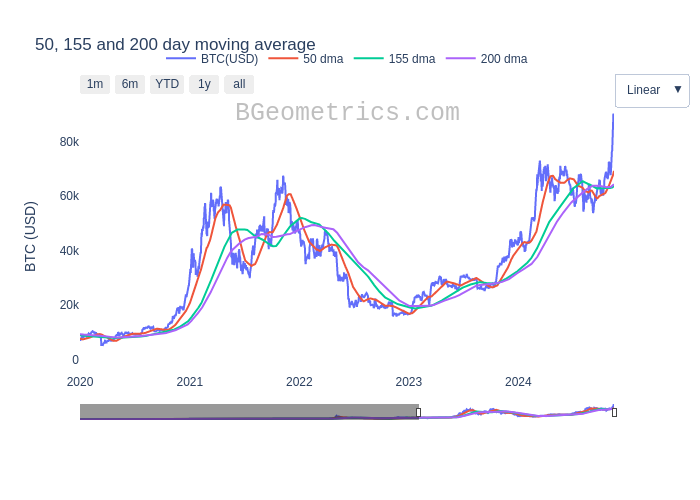 50, 155 and 200 day moving average
BTC(USD) 50 dma 155 dma 200 dma
1m 6m YTD 1y all
Linear ▼
BGeometrics.com
80k
60k
40k
20k
0
BTC (USD)
2020 2021 2022 2023 2024